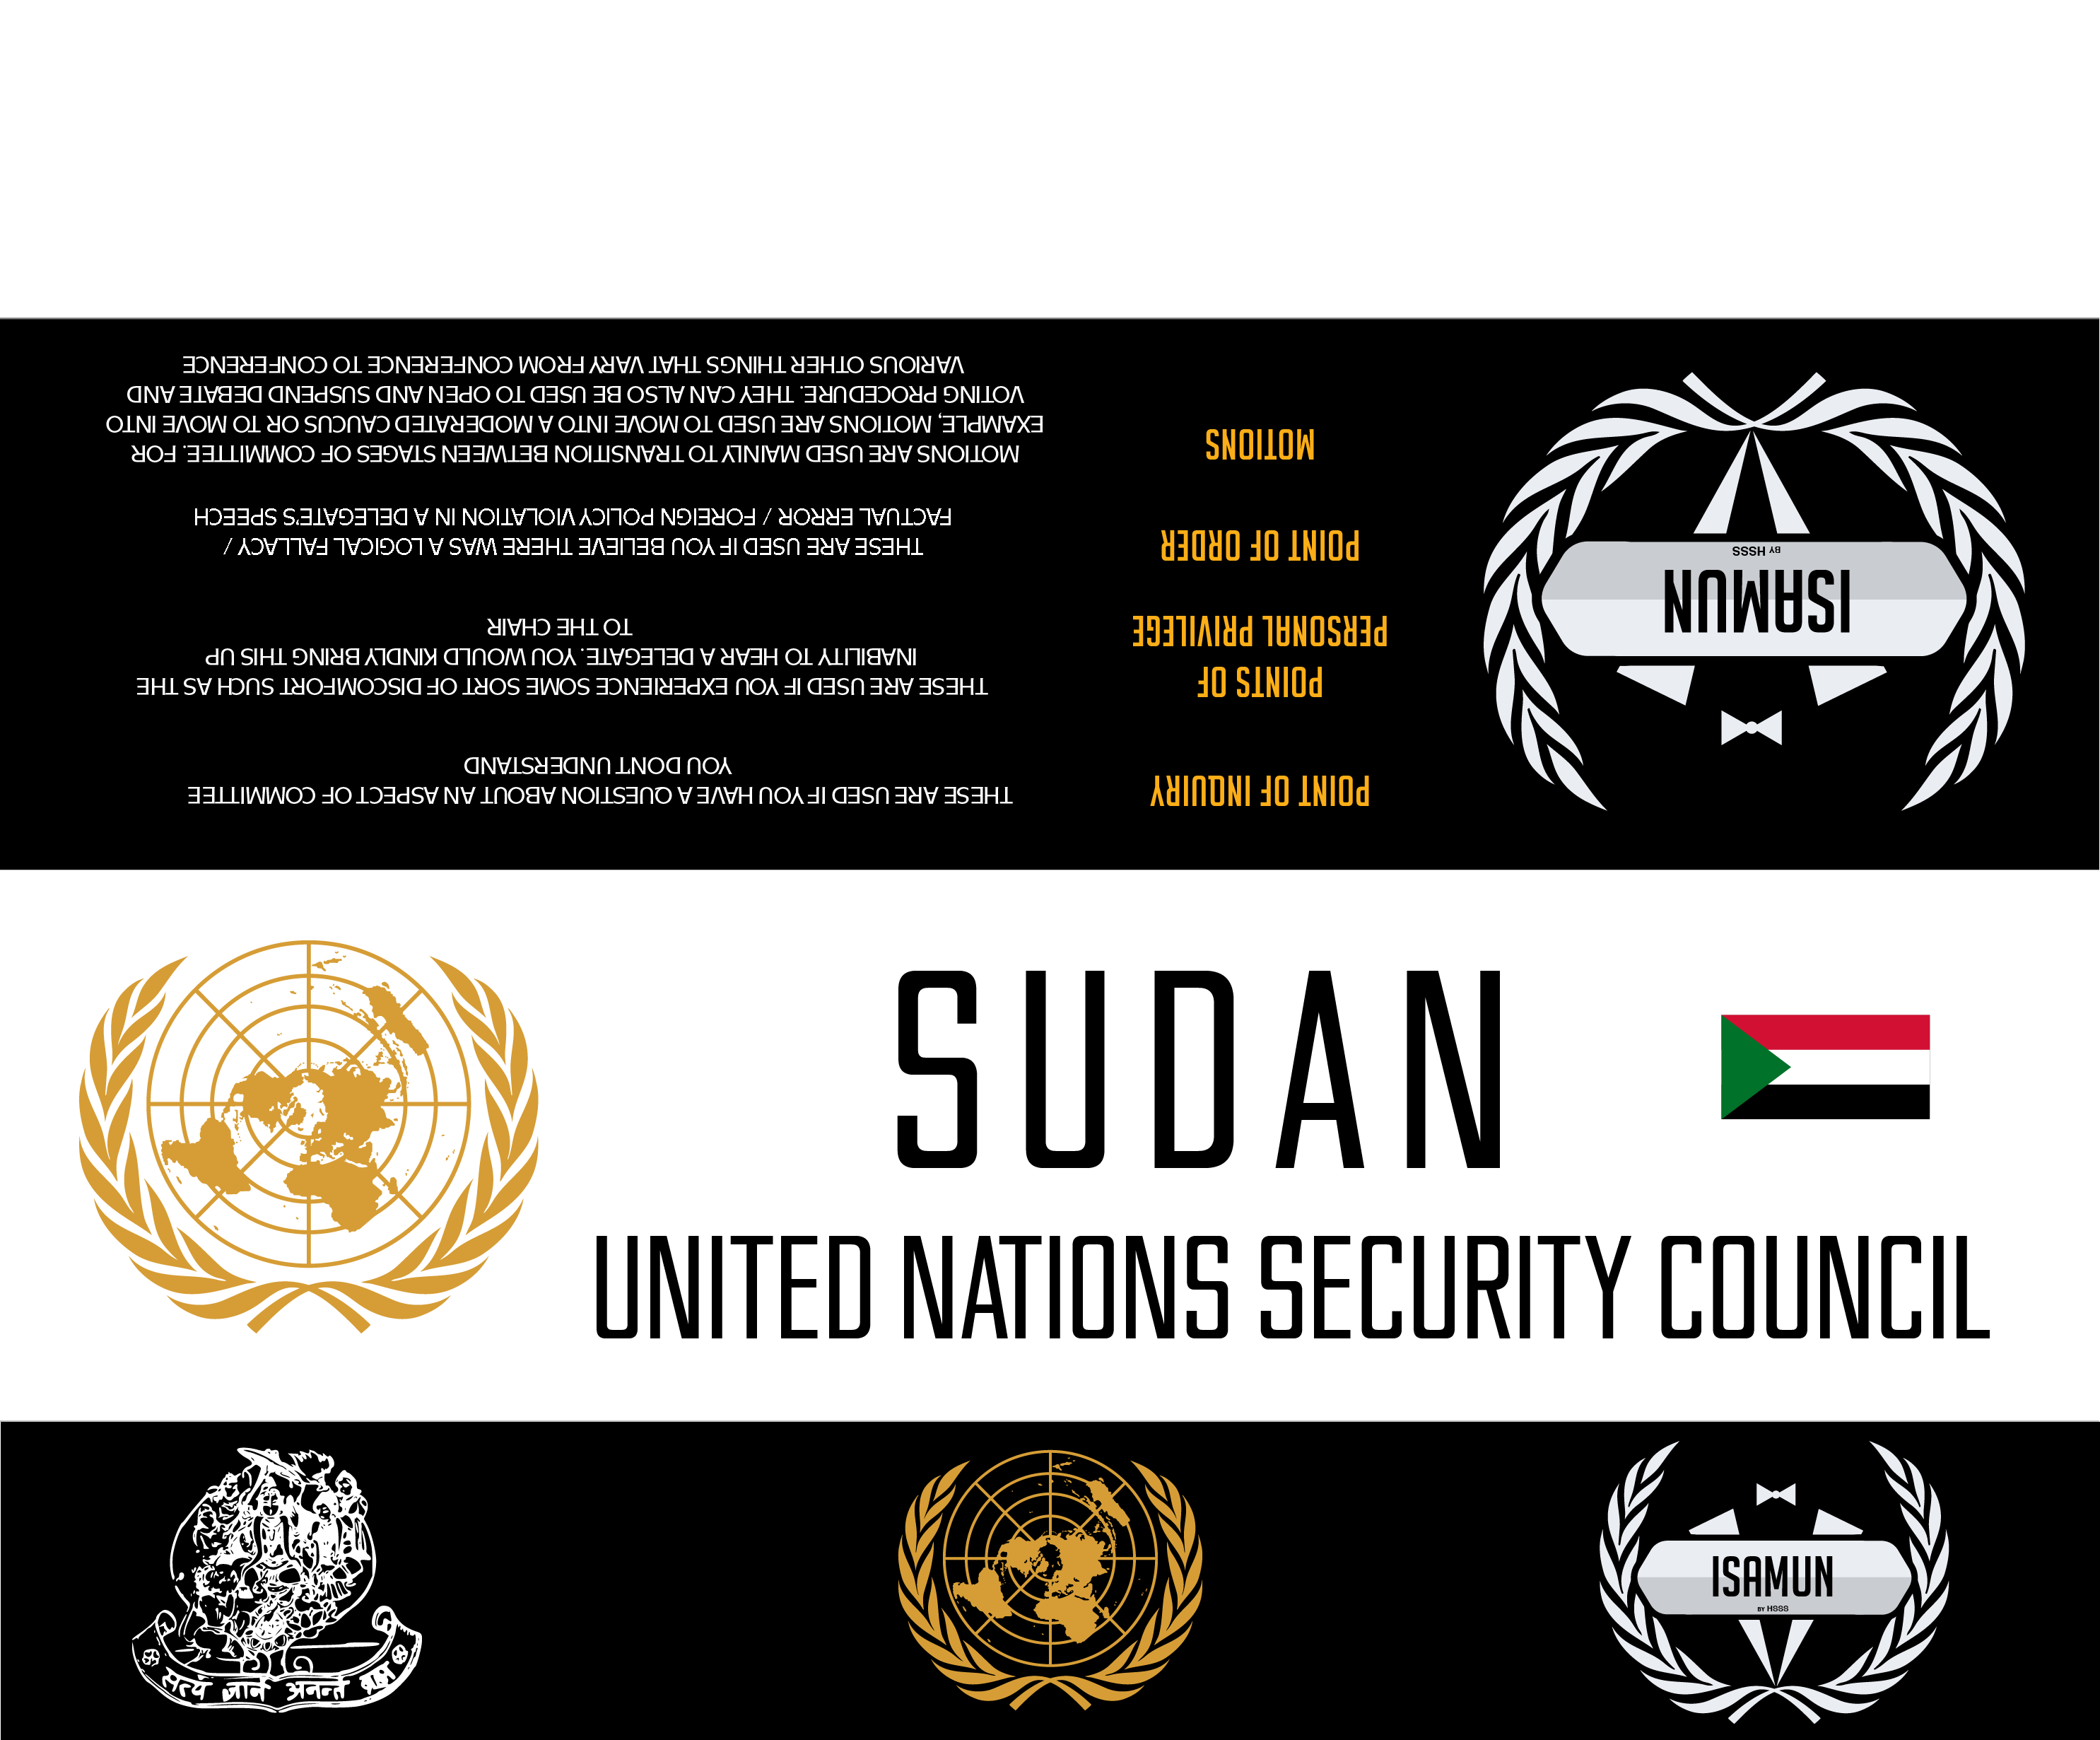 ISAMUN
BY HSSS
POINT OF INQUIRY
THESE ARE USED IF YOU HAVE A QUESTION ABOUT AN ASPECT OF COMMITTEE
YOU DON'T UNDERSTAND
POINTS OF
PERSONAL PRIVILEGE
THESE ARE USED IF YOU EXPERIENCE SOME SORT OF DISCOMFORT SUCH AS THE
INABILITY TO HEAR A DELEGATE. YOU WOULD KINDLY BRING THIS UP
TO THE CHAIR
POINT OF ORDER
THESE ARE USED IF YOU BELIEVE THERE WAS A LOGICAL FALLACY /
FACTUAL ERROR / FOREIGN POLICY VIOLATION IN A DELEGATE'S SPEECH
MOTIONS
MOTIONS ARE USED MAINLY TO TRANSITION BETWEEN STAGES OF COMMITTEE. FOR
EXAMPLE, MOTIONS ARE USED TO MOVE INTO A MODERATED CAUCUS OR TO MOVE INTO
VOTING PROCEDURE. THEY CAN ALSO BE USED TO OPEN AND SUSPEND DEBATE AND
VARIOUS OTHER THINGS THAT VARY FROM CONFERENCE TO CONFERENCE
SUDAN
UNITED NATIONS SECURITY COUNCIL
सत्यं ज्ञानं अनन्तं ब्रह्म
ISAMUN
BY HSSS